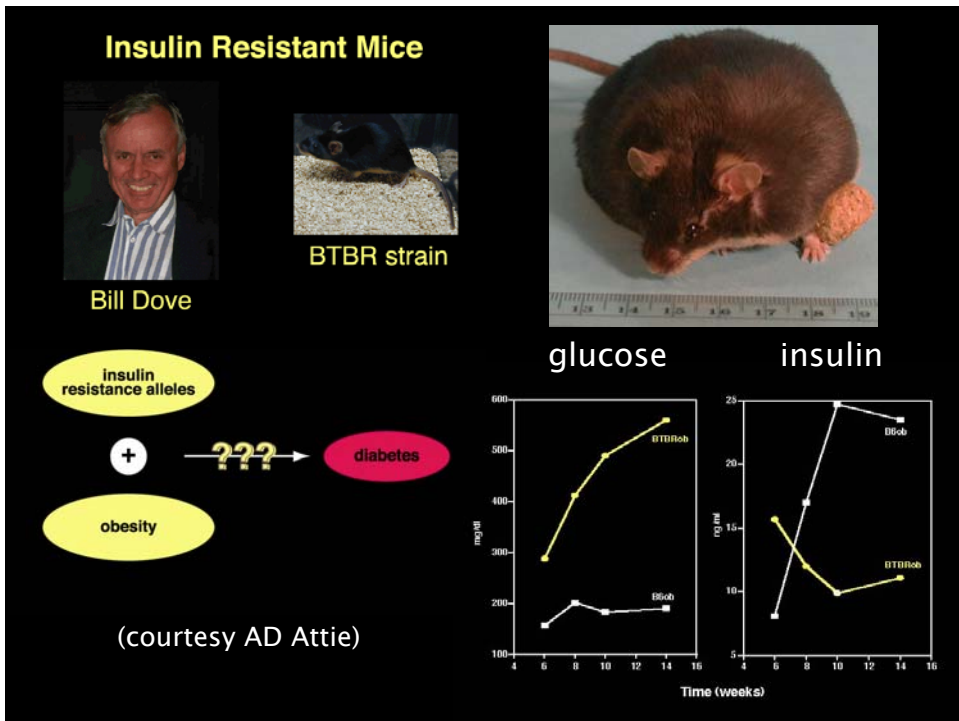 Insulin Resistant Mice
Bill Dove
BTBR strain
insulin
resistance alleles
+
???
diabetes
obesity
(courtesy AD Attie)
glucose insulin
600
500
400
300
200
100
mg/dl
BTBRob
B6ob
4 6 8 10 12 14 16
25
20
15
10
5
ng/ml
B6ob
BTBRob
4 6 8 10 12 14 16
Time (weeks)